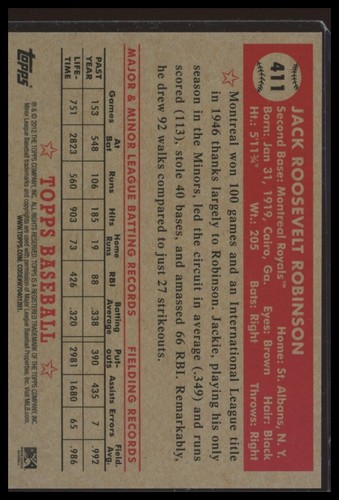 411
JACK ROOSEVELT ROBINSON
Second Base: Montreal Royals™ Home: St. Albans, N. Y.
Born: Jan. 31, 1919, Cairo, Ga. Eyes: Brown Hair: Black
Ht.: 5'11¾" Wt.: 205 Bats: Right Throws: Right
Montreal won 100 games and an International League title
in 1946 thanks largely to Robinson. Jackie, playing his only
season in the Minors, led the circuit in average (.349) and runs
scored (113), stole 40 bases, and amassed 66 RBI. Remarkably,
he drew 92 walks compared to just 27 strikeouts.
MAJOR & MINOR LEAGUE BATTING RECORDS FIELDING RECORDS
Games At Bat Runs Hits Home Runs RBI Batting Average Put-outs Assists Errors Field. Avg.
PAST YEAR 153 548 106 185 19 88 .338 390 435 7 .992
LIFE-TIME 751 2823 560 903 76 426 .320 2981 1680 65 .986
Topps
TOPPS BASEBALL